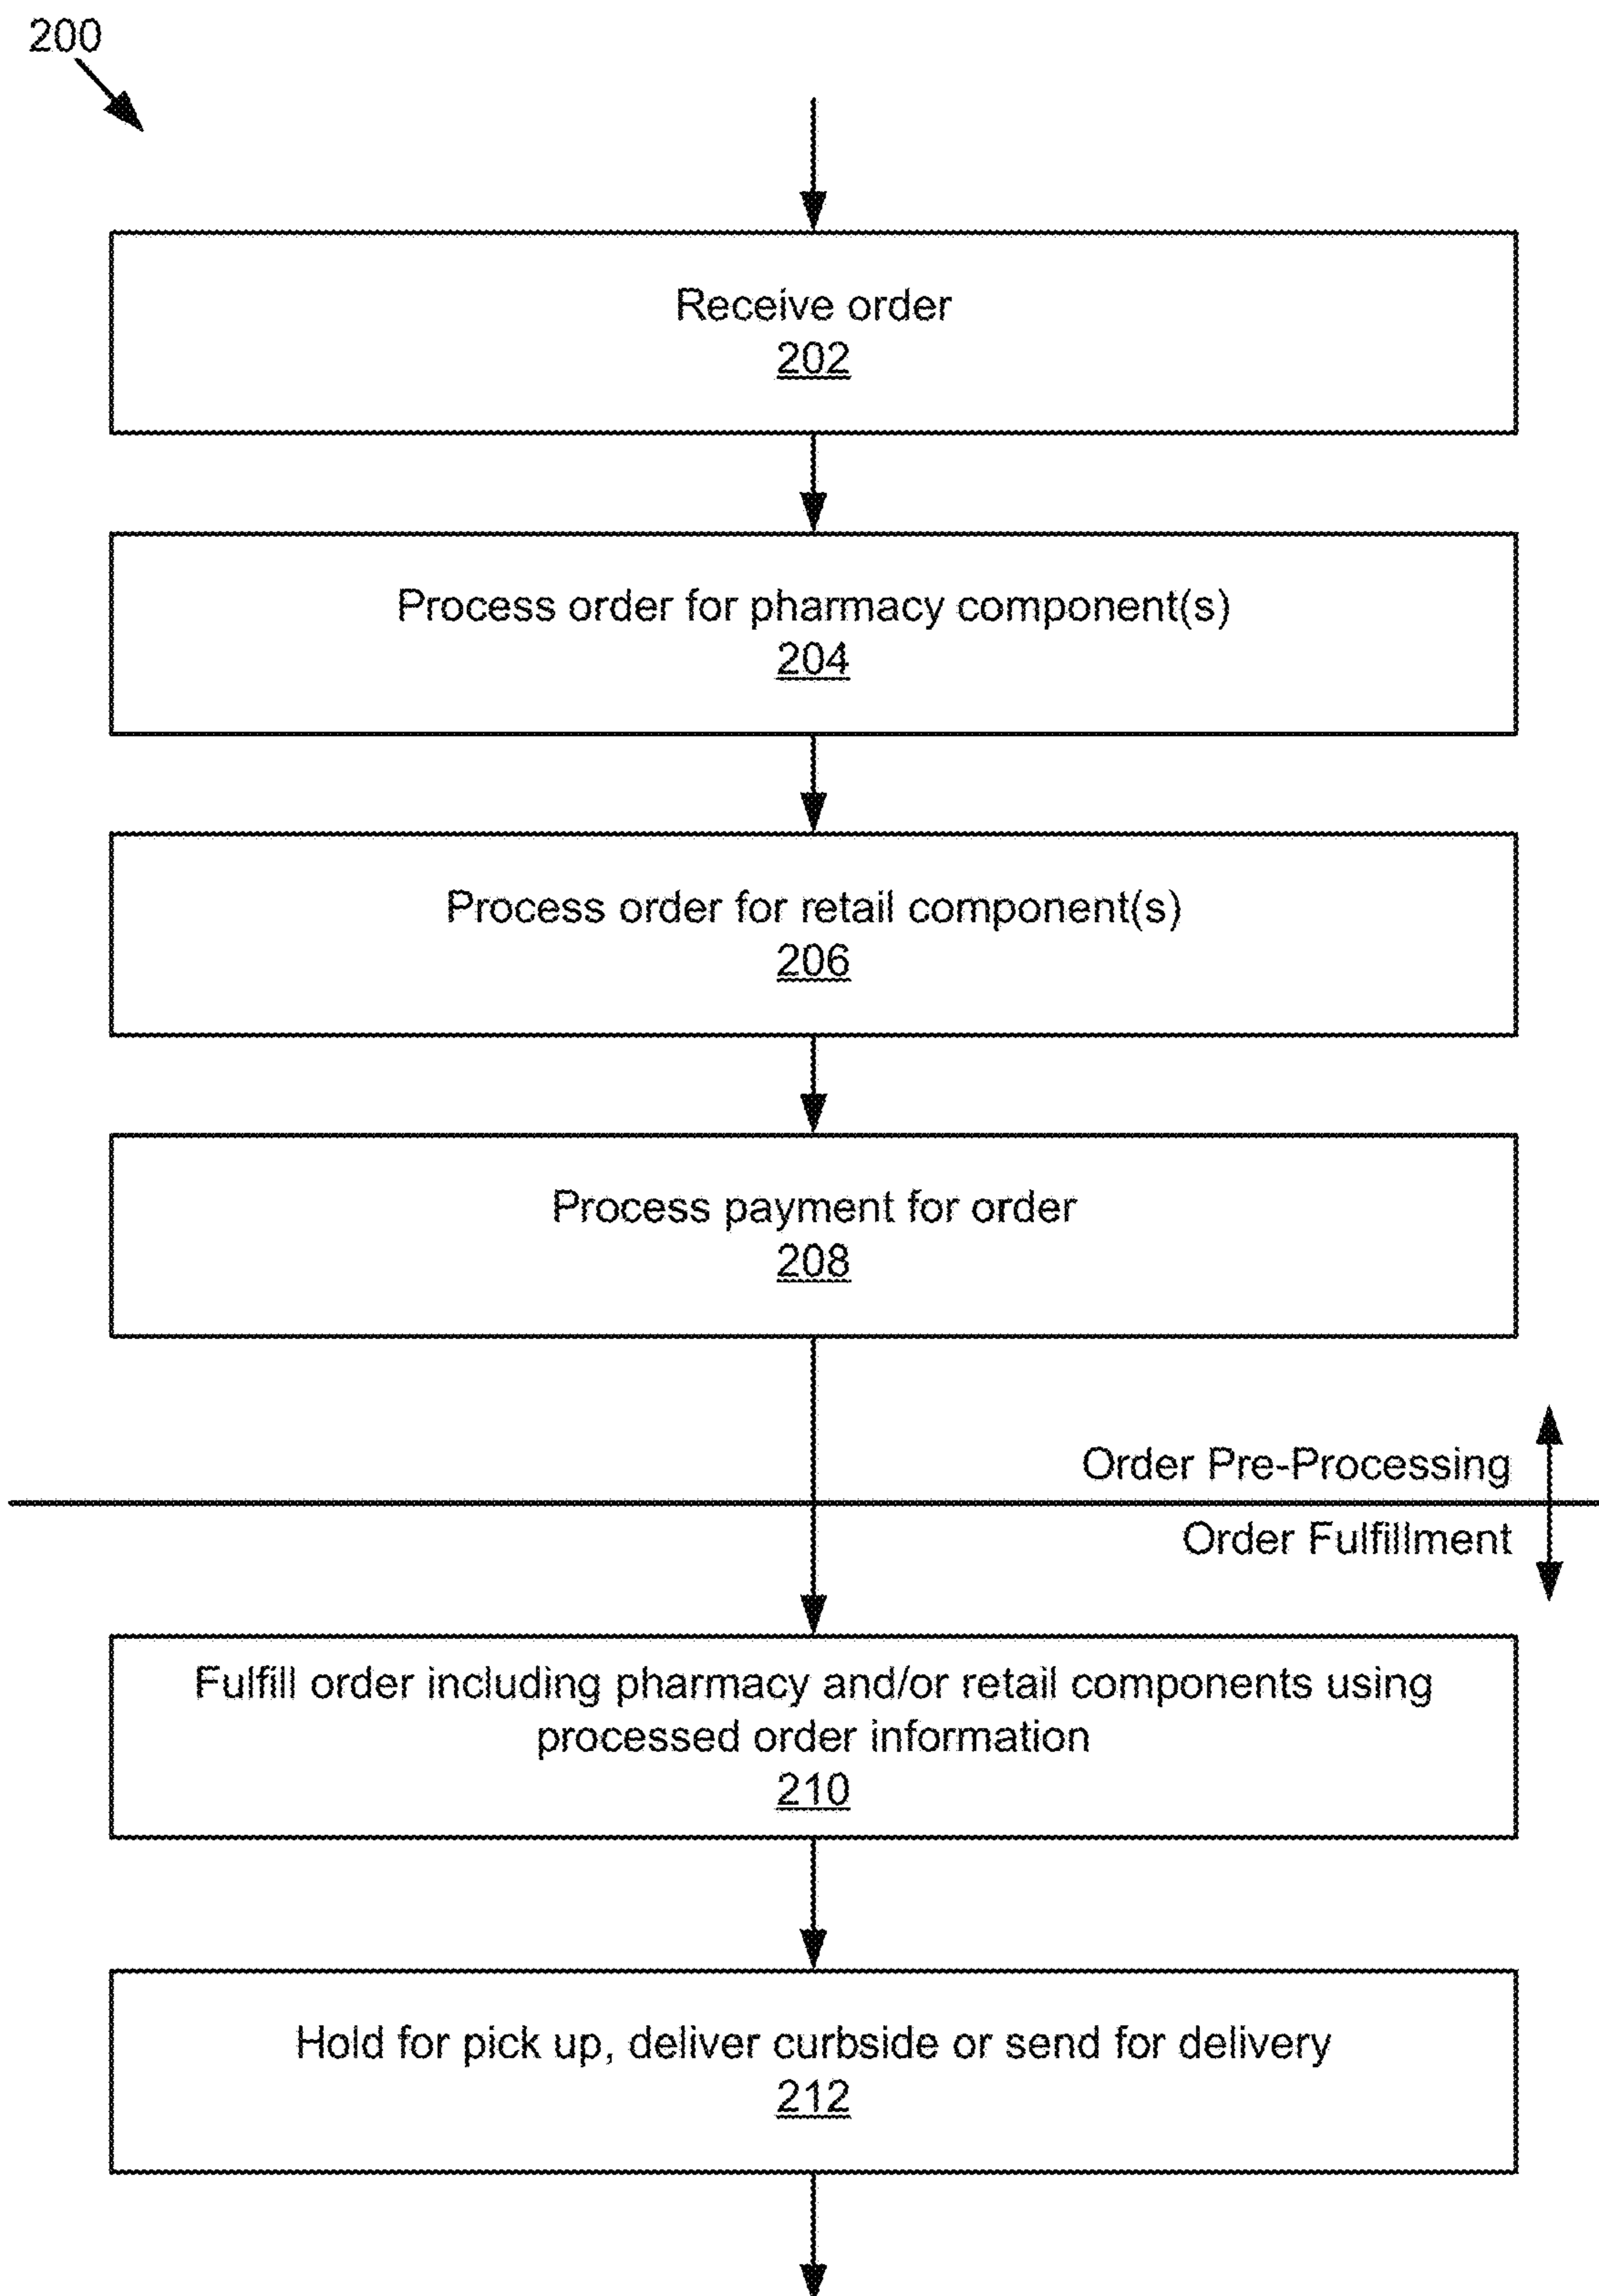 200
Receive order
202
Process order for pharmacy component(s)
204
Process order for retail component(s)
206
Process payment for order
208
Order Pre-Processing
Order Fulfillment
Fulfill order including pharmacy and/or retail components using
processed order information
210
Hold for pick up, deliver curbside or send for delivery
212